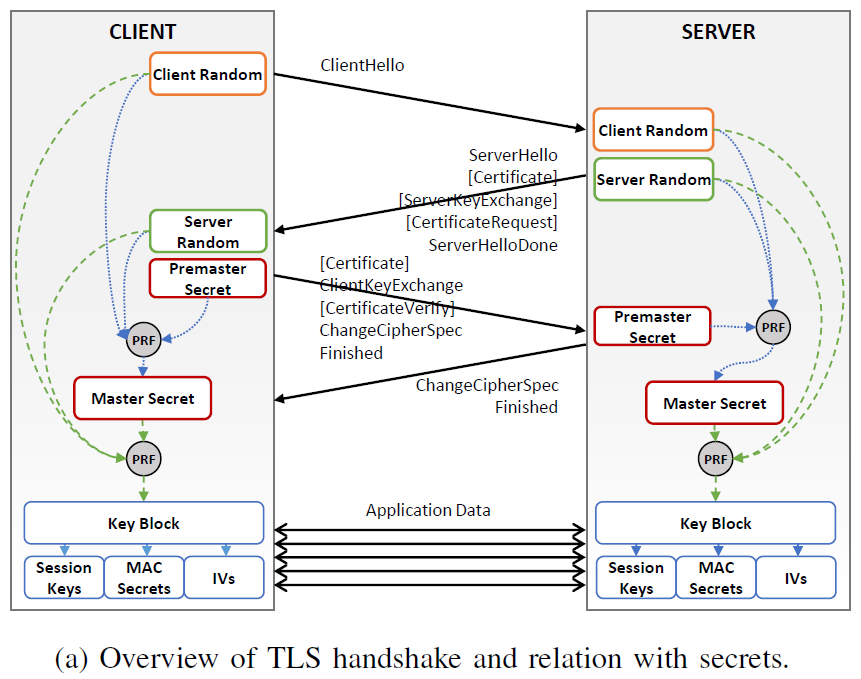 CLIENT
SERVER
Client Random
ClientHello
Client Random
Server Random
ServerHello
[Certificate]
[ServerKeyExchange]
[CertificateRequest]
ServerHelloDone
Server
Random
Premaster
Secret
[Certificate]
ClientKeyExchange
[CertificateVerify]
ChangeCipherSpec
Finished
Premaster
Secret
PRF
PRF
Master Secret
ChangeCipherSpec
Finished
Master Secret
PRF
PRF
Key Block
Application Data
Key Block
Session
Keys
MAC
Secrets
IVs
Session
Keys
MAC
Secrets
IVs
(a) Overview of TLS handshake and relation with secrets.